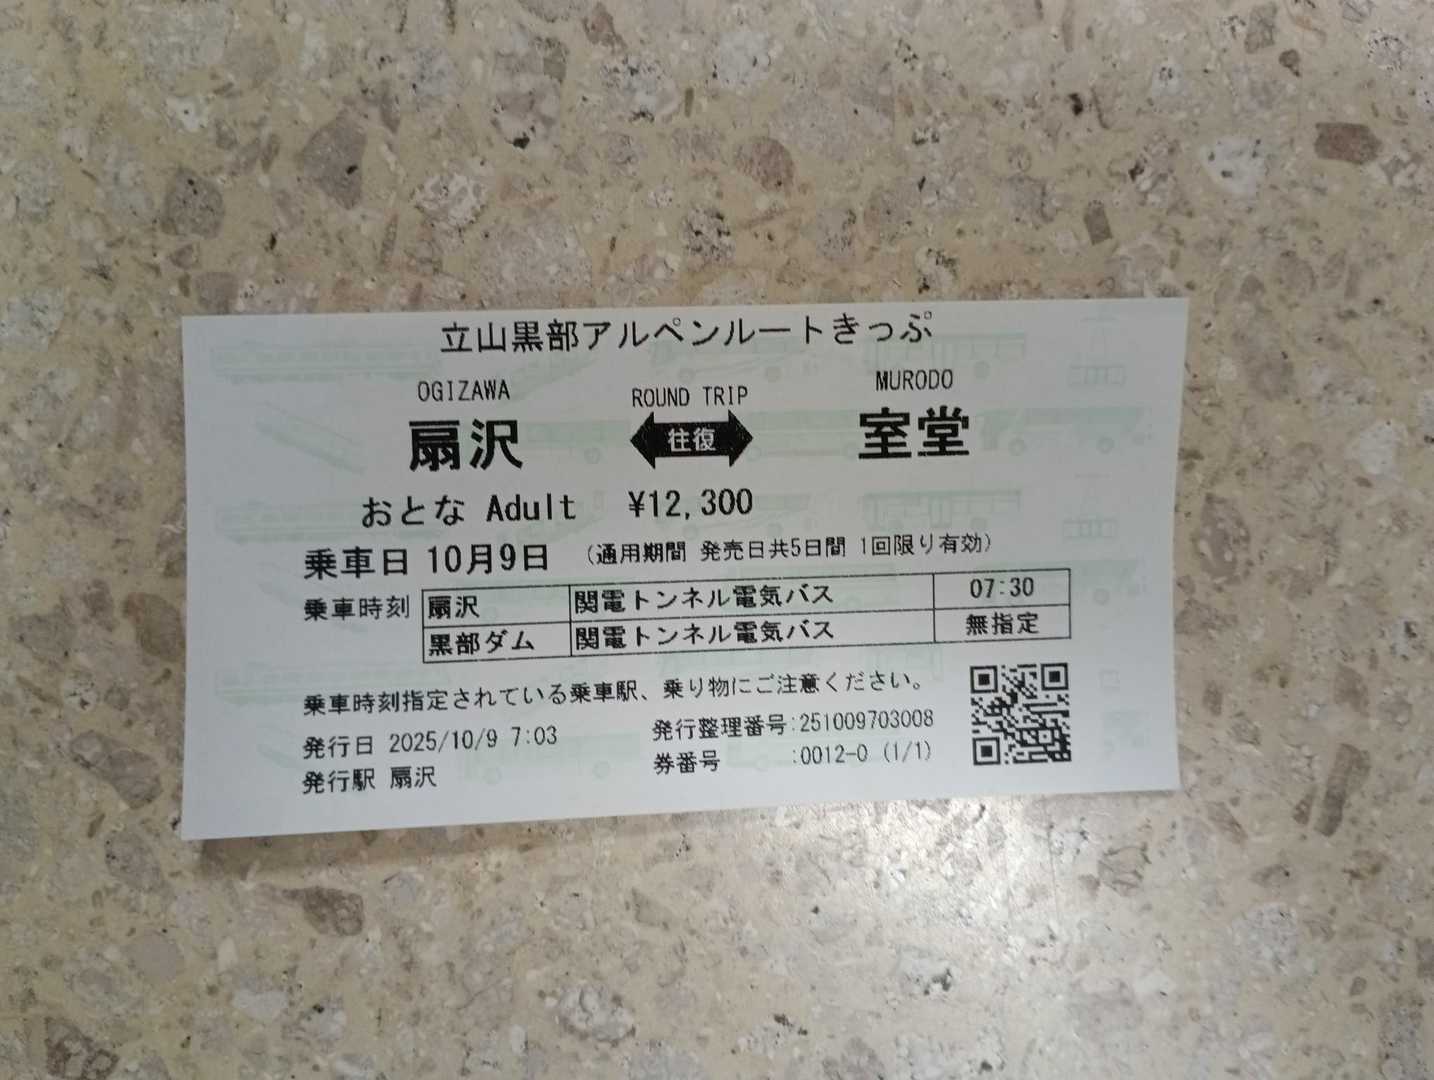 立山黒部アルペンルートきっぷ
OGIZAWA ROUND TRIP MURODO
扇沢 往復 室堂
おとな Adult ¥12,300
乗車日 10月9日 (通用期間 発売日共5日間 1回限り有効)
乗車時刻 扇沢 関電トンネル電気バス 07:30
黒部ダム 関電トンネル電気バス 無指定
乗車時刻指定されている乗車駅、乗り物にご注意ください。
発行日 2025/10/9 7:03 発行整理番号:251009703008
発行駅 扇沢 券番号 :0012-0 (1/1)